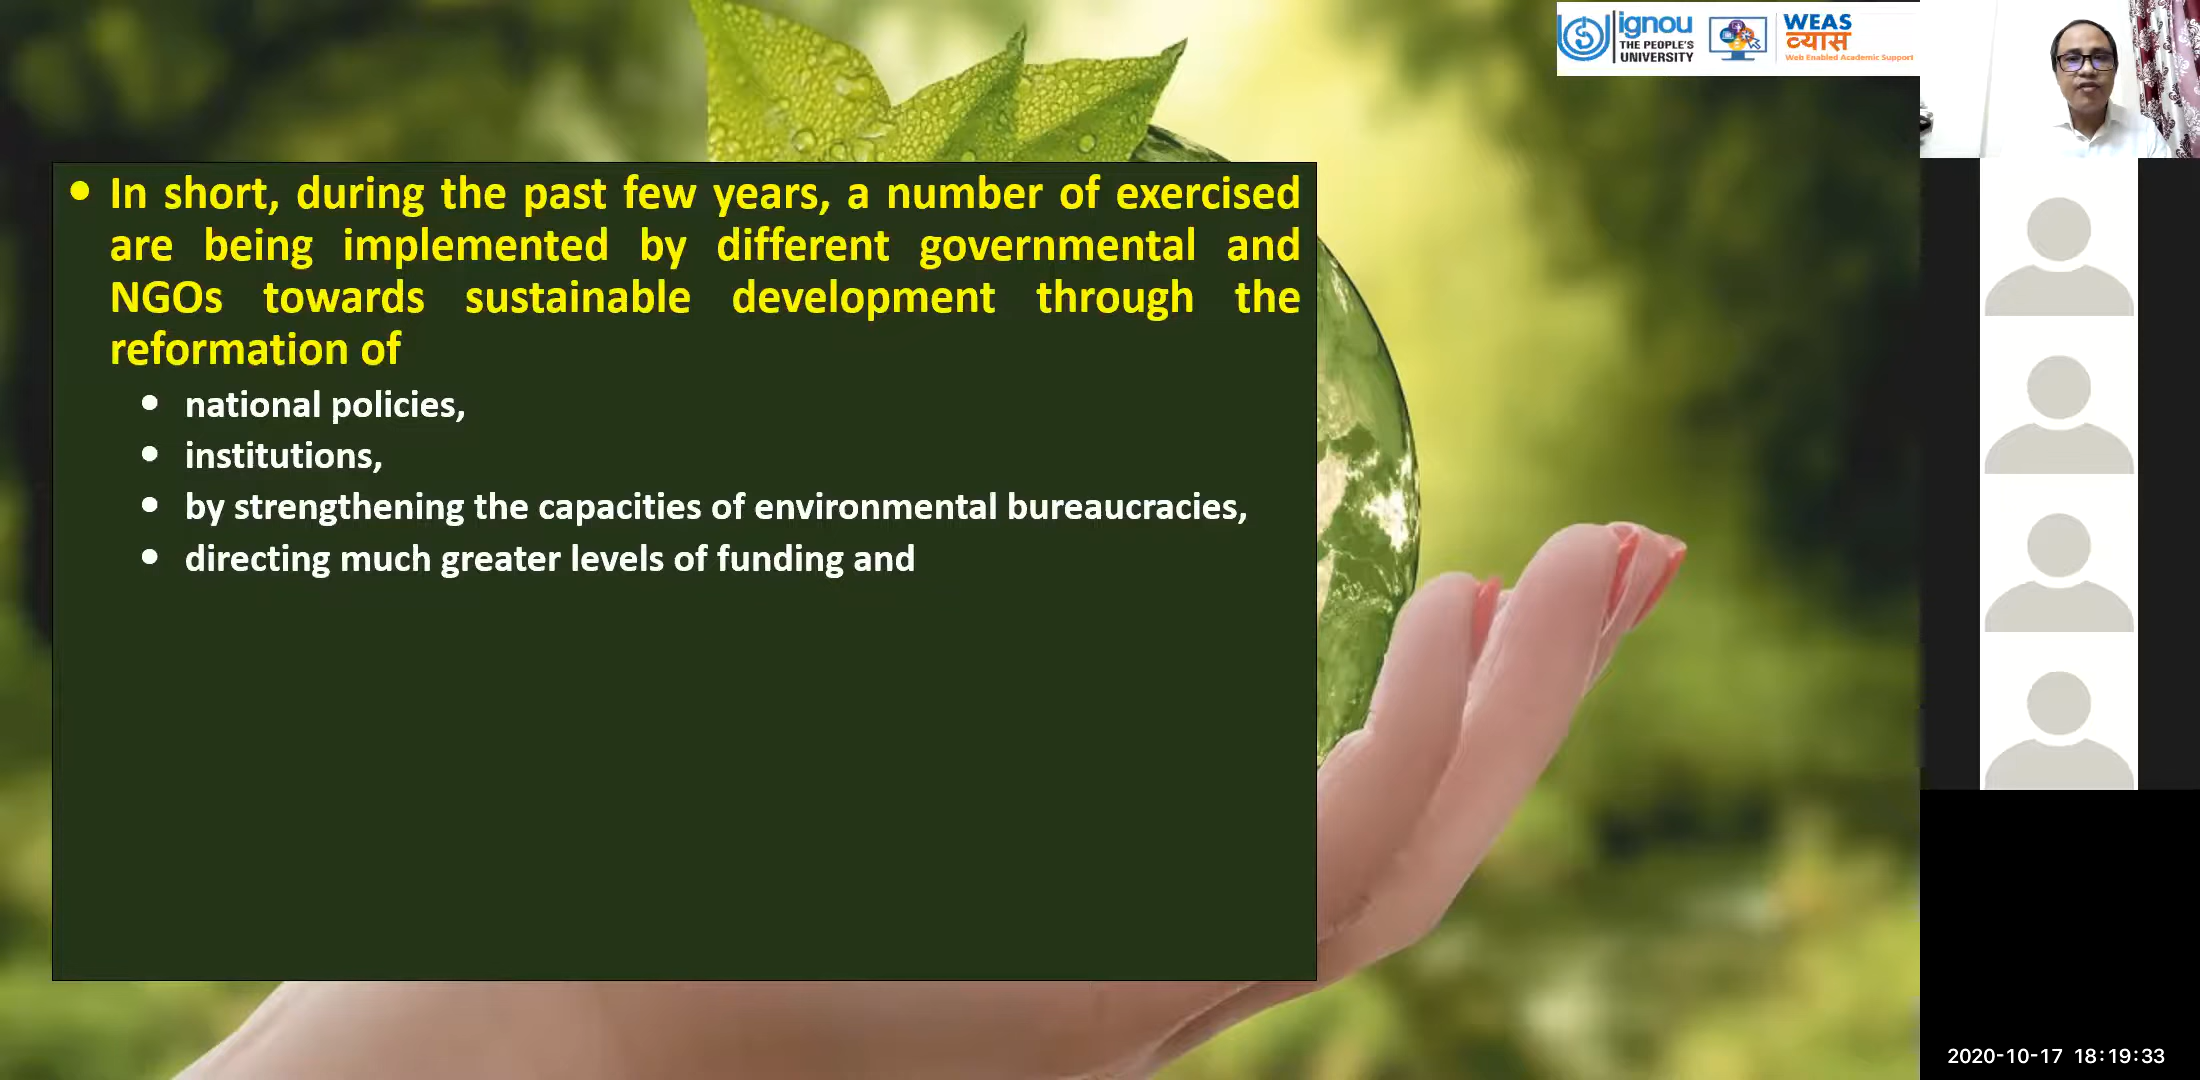 ignou
THE PEOPLE'S
UNIVERSITY
WEAS
व्यास
Web Enabled Academic Support
• In short, during the past few years, a number of exercised
are being implemented by different governmental and
NGOs towards sustainable development through the
reformation of
• national policies,
• institutions,
• by strengthening the capacities of environmental bureaucracies,
• directing much greater levels of funding and
2020-10-17 18:19:33